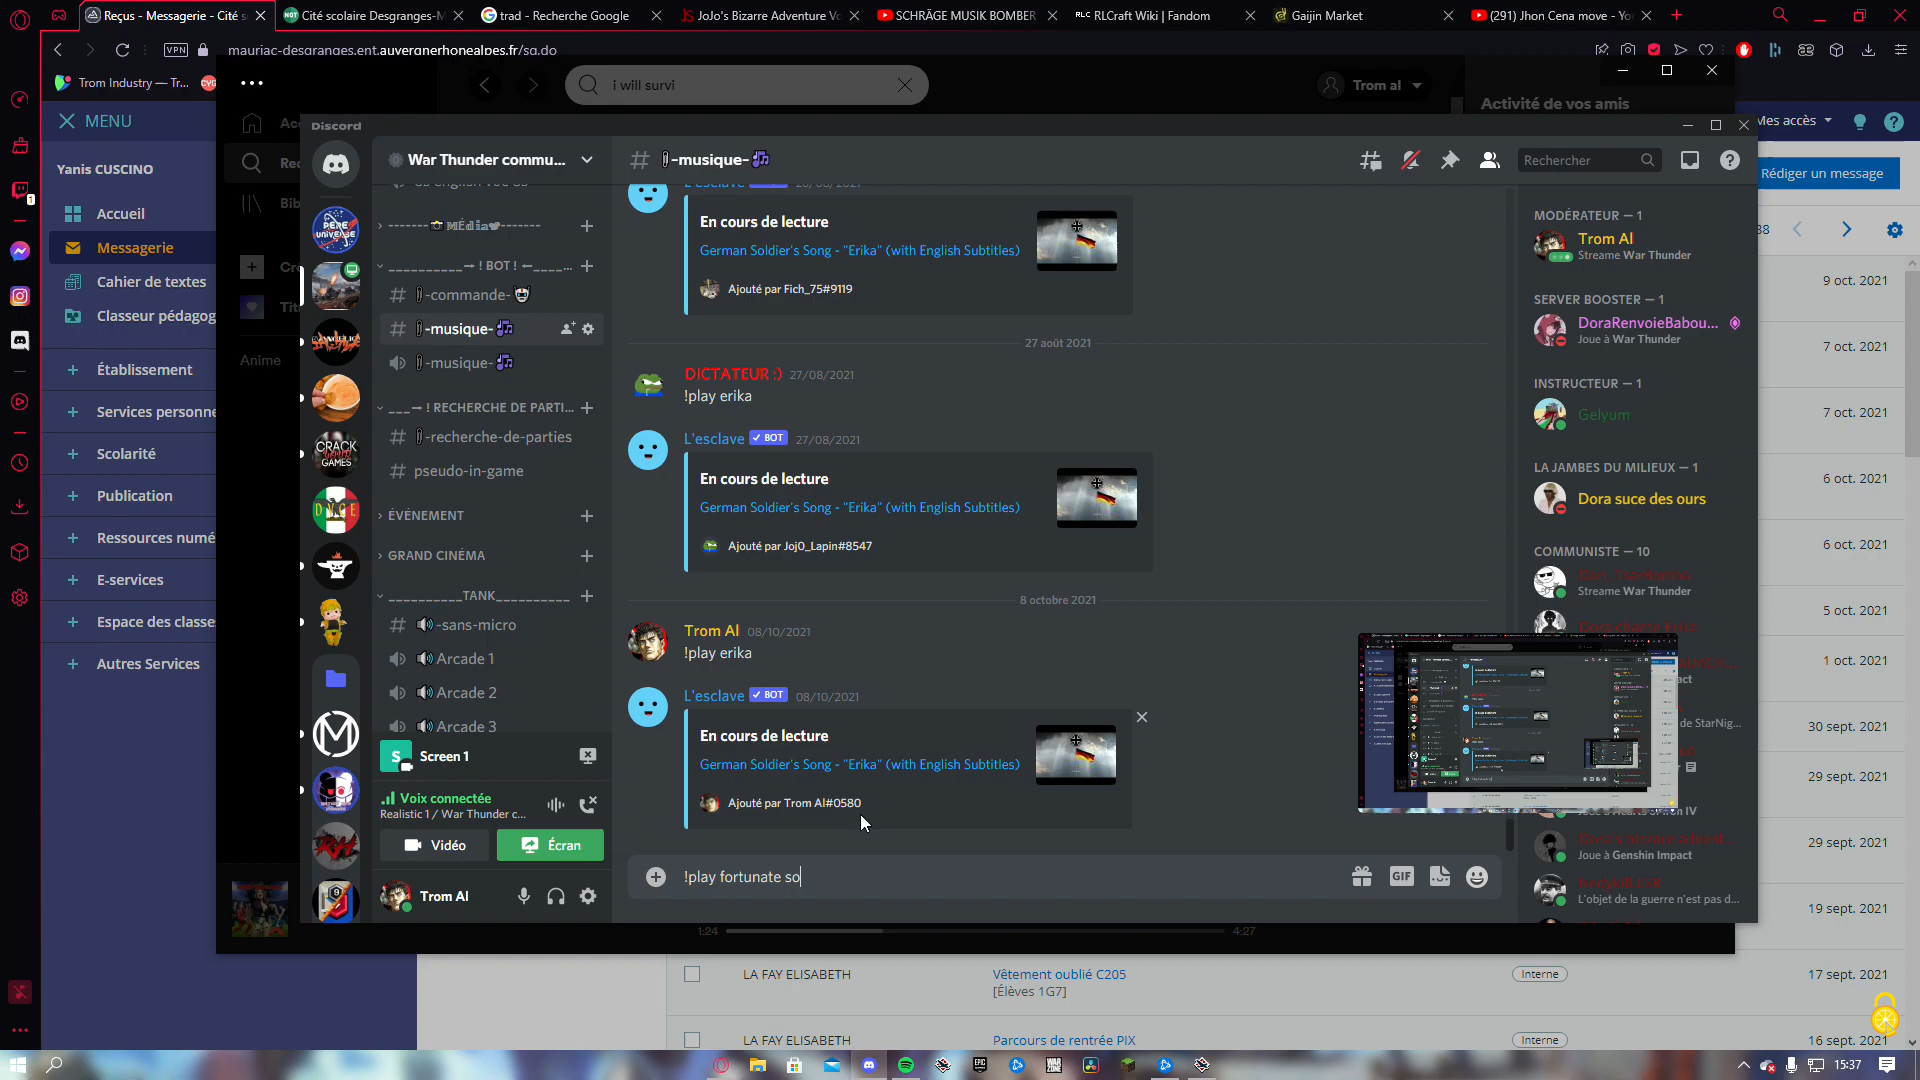 Reçus - Messagerie - Cité s
Cité scolaire Desgranges-M
trad - Recherche Google
JoJo's Bizarre Adventure Vo
SCHRÄGE MUSIK BOMBER
RLCraft Wiki | Fandom
Gaijin Market
(291) Jhon Cena move - Yo
VPN
mauriac-desgranges.ent.auvergnerhonealpes.fr/sg.do
Trom Industry — Tr...
MENU
Yanis CUSCINO
Accueil
Messagerie
Cahier de textes
Classeur pédagog
Établissement
Services personne
Scolarité
Publication
Ressources numé
E-services
Espace des classes
Autres Services
i will survi
Trom al
Activité de vos amis
Anime
Mes accès
Rédiger un message
Discord
War Thunder commu...
-musique-
Rechercher
-------MÉdia-------
! BOT !
-commande-
-musique-
-musique-
! RECHERCHE DE PARTI...
-recherche-de-parties
pseudo-in-game
ÉVÉNEMENT
GRAND CINÉMA
__________TANK__________
-sans-micro
Arcade 1
Arcade 2
Arcade 3
Screen 1
Voix connectée
Realistic 1 / War Thunder c...
Vidéo
Écran
Trom Al
En cours de lecture
German Soldier's Song - "Erika" (with English Subtitles)
Ajouté par Fich_75#9119
27 août 2021
DICTATEUR :) 27/08/2021
!play erika
L'esclave BOT 27/08/2021
En cours de lecture
German Soldier's Song - "Erika" (with English Subtitles)
Ajouté par Joj0_Lapin#8547
8 octobre 2021
Trom Al 08/10/2021
!play erika
L'esclave BOT 08/10/2021
En cours de lecture
German Soldier's Song - "Erika" (with English Subtitles)
Ajouté par Trom Al#0580
!play fortunate so
GIF
MODÉRATEUR — 1
Trom Al
Streame War Thunder
SERVER BOOSTER — 1
DoraRenvoieBabou...
Joue à War Thunder
INSTRUCTEUR — 1
Gelyum
LA JAMBES DU MILIEUX — 1
Dora suce des ours
COMMUNISTE — 10
Streame War Thunder
de StarNig...
Joue à Genshin Impact
L'objet de la guerre n'est pas d...
9 oct. 2021
7 oct. 2021
7 oct. 2021
6 oct. 2021
6 oct. 2021
5 oct. 2021
1 oct. 2021
30 sept. 2021
29 sept. 2021
29 sept. 2021
19 sept. 2021
1:24
4:27
LA FAY ELISABETH
Vêtement oublié C205
[Élèves 1G7]
Interne
17 sept. 2021
LA FAY ELISABETH
Parcours de rentrée PIX
Interne
16 sept. 2021
15:37